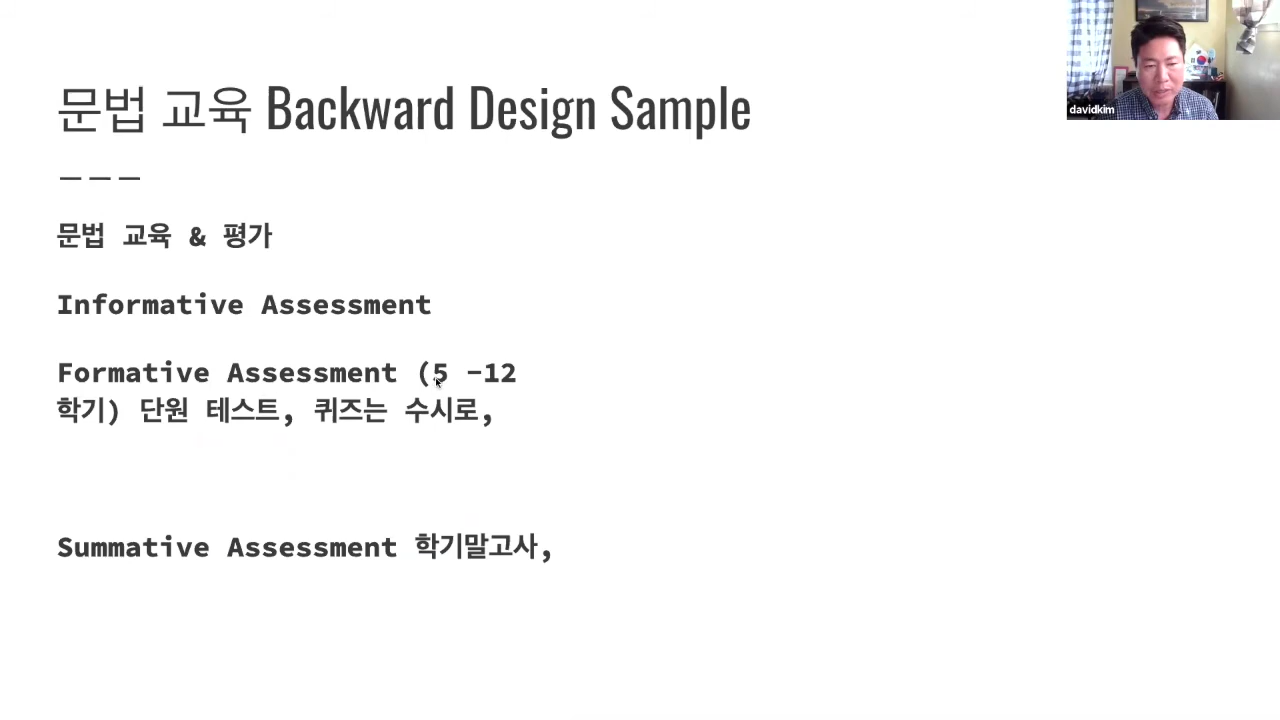 문법 교육 Backward Design Sample
문법 교육 & 평가
Informative Assessment
Formative Assessment (5 -12
학기) 단원 테스트, 퀴즈는 수시로,
Summative Assessment 학기말고사,
davidkim